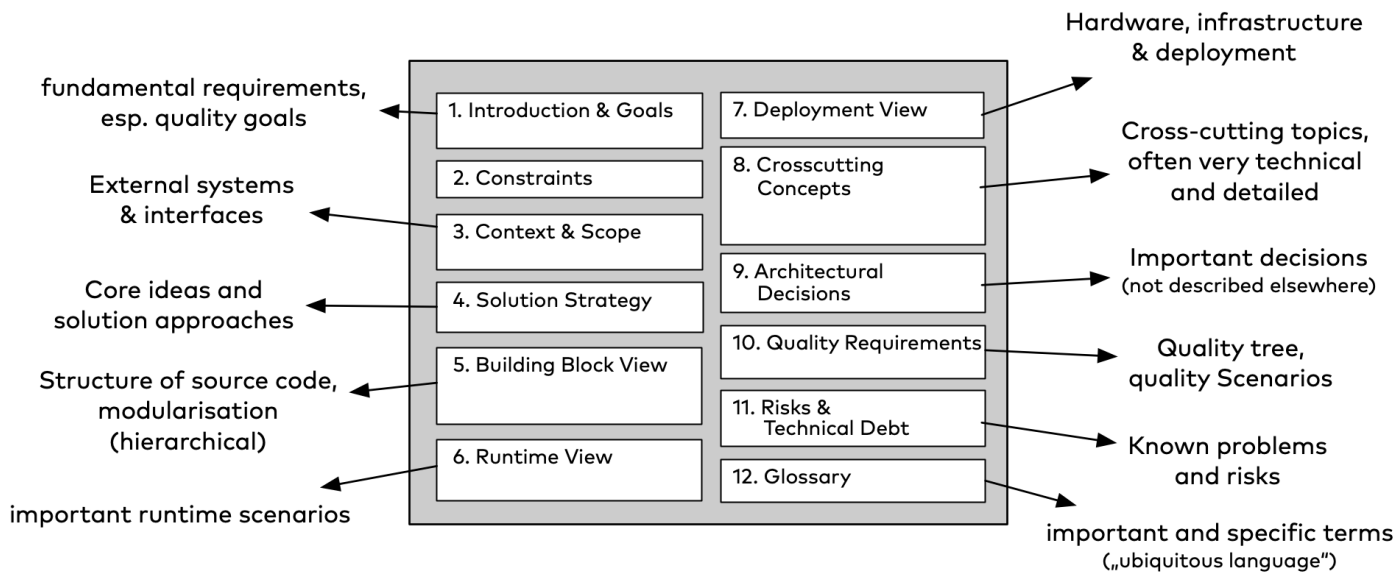 fundamental requirements,
esp. quality goals
External systems
& interfaces
Core ideas and
solution approaches
Structure of source code,
modularisation
(hierarchical)
important runtime scenarios
1. Introduction & Goals
2. Constraints
3. Context & Scope
4. Solution Strategy
5. Building Block View
6. Runtime View
7. Deployment View
8. Crosscutting
Concepts
9. Architectural
Decisions
10. Quality Requirements
11. Risks &
Technical Debt
12. Glossary
Hardware, infrastructure
& deployment
Cross-cutting topics,
often very technical
and detailed
Important decisions
(not described elsewhere)
Quality tree,
quality Scenarios
Known problems
and risks
important and specific terms
(„ubiquitous language“)